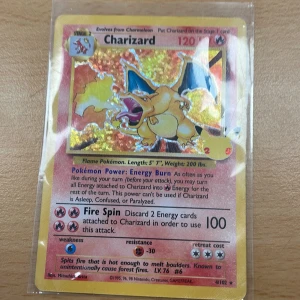 Evolves from Charmeleon Put Charizard on the Stage 1 card
Charizard 120
Flame Pokémon. Length: 5' 7", Weight: 200 lbs.
Pokémon Power: Energy Burn As often as you
like during your turn (before your attack), you may turn
all Energy attached to Charizard into Energy for the
rest of the turn. This power can't be used if Charizard
is Asleep, Confused, or Paralyzed.
Fire Spin Discard 2 Energy cards
attached to Charizard in order to use
this attack.
100
weakness resistance retreat cost
-30
Spits fire that is hot enough to melt boulders. Known to
unintentionally cause forest fires. LV. 76 #6